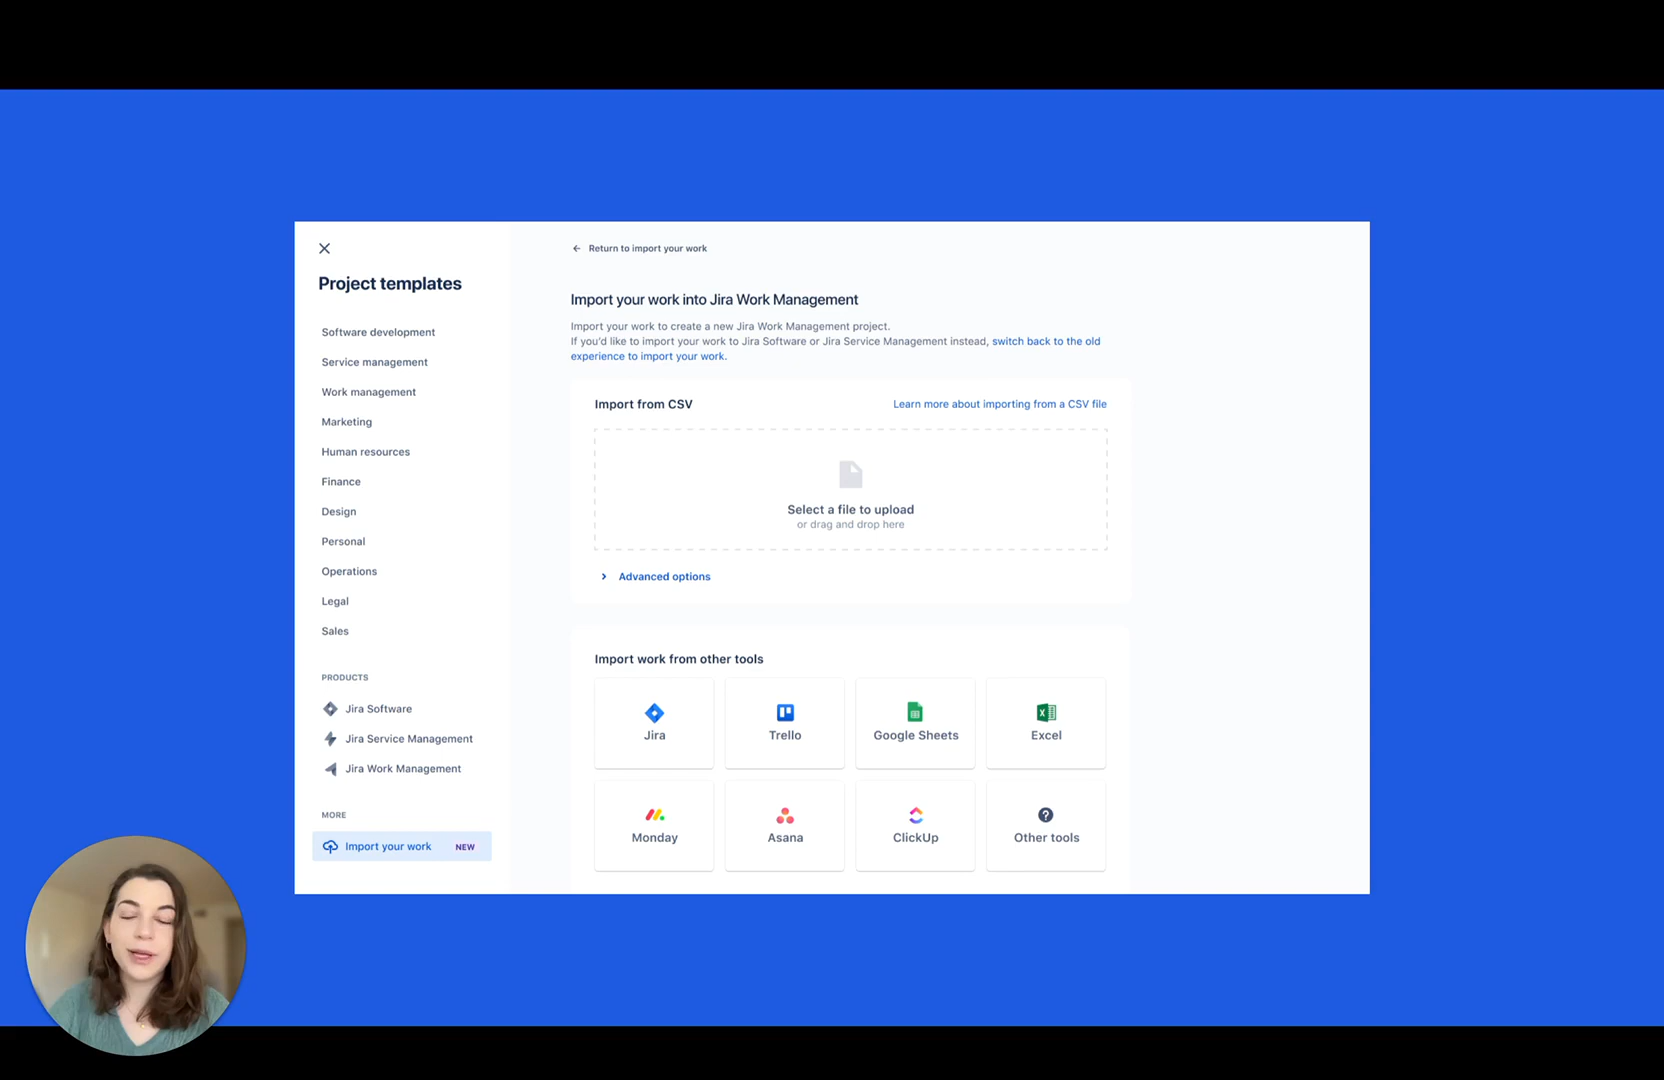 Project templates
Software development
Service management
Work management
Marketing
Human resources
Finance
Design
Personal
Operations
Legal
Sales
PRODUCTS
Jira Software
Jira Service Management
Jira Work Management
MORE
Import your work NEW
Return to import your work
Import your work into Jira Work Management
Import your work to create a new Jira Work Management project.
If you'd like to import your work to Jira Software or Jira Service Management instead, switch back to the old
experience to import your work.
Import from CSV
Learn more about importing from a CSV file
Select a file to upload
or drag and drop here
Advanced options
Import work from other tools
Jira
Trello
Google Sheets
Excel
Monday
Asana
ClickUp
Other tools